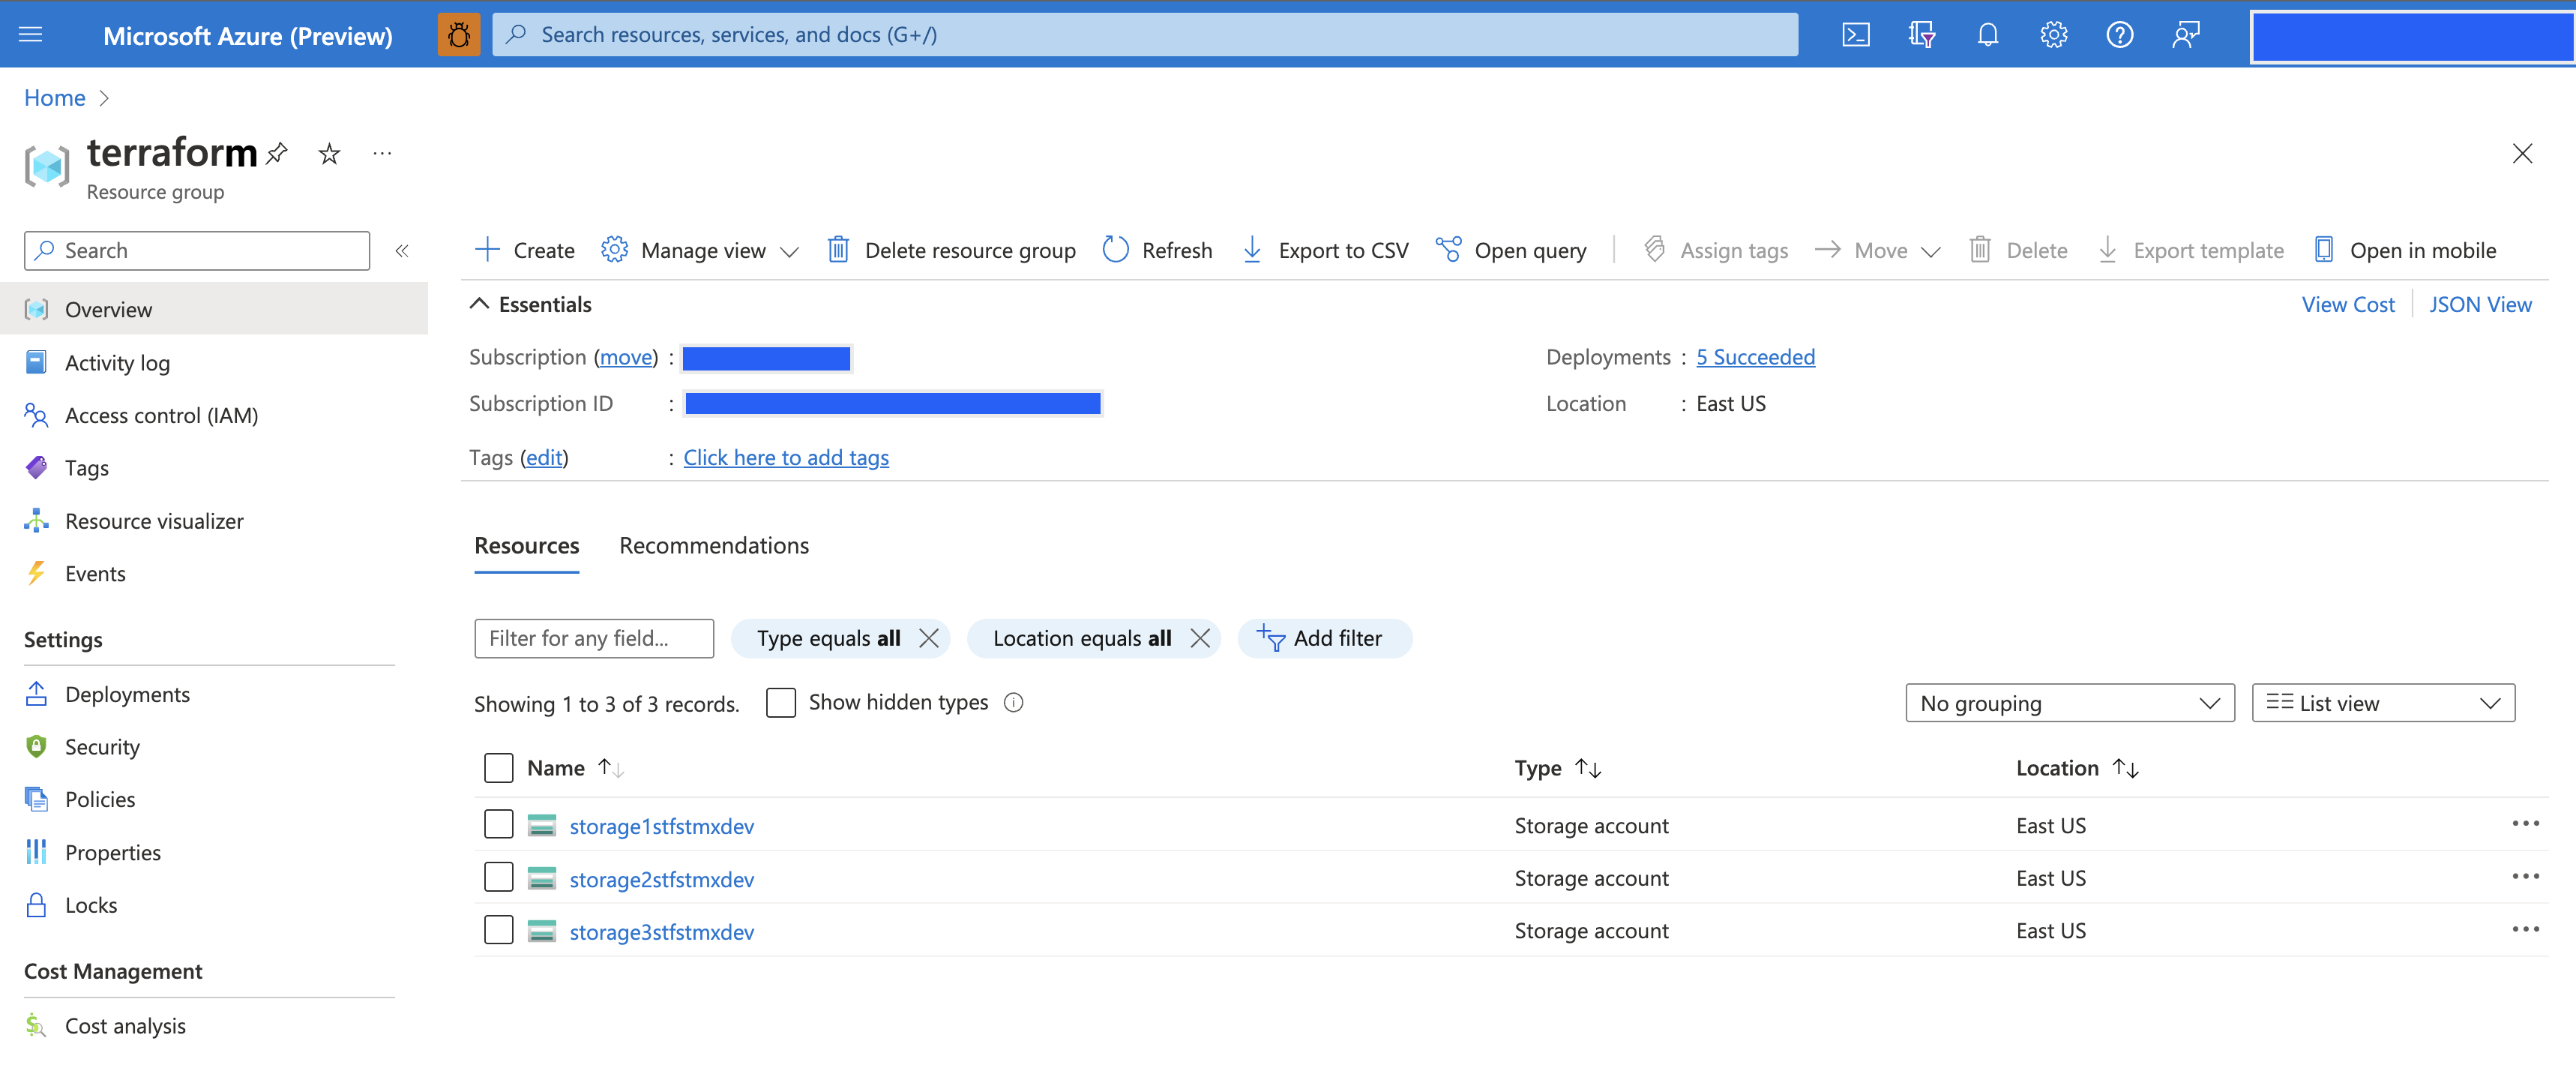 Microsoft Azure (Preview)
Search resources, services, and docs (G+/)
Home
terraform
Resource group
Search
Overview
Activity log
Access control (IAM)
Tags
Resource visualizer
Events
Settings
Deployments
Security
Policies
Properties
Locks
Cost Management
Cost analysis
Create Manage view Delete resource group Refresh Export to CSV Open query Assign tags Move Delete Export template Open in mobile
Essentials
View Cost JSON View
Subscription (move) :
Deployments : 5 Succeeded
Subscription ID :
Location : East US
Tags (edit) : Click here to add tags
Resources Recommendations
Filter for any field... Type equals all Location equals all Add filter
Showing 1 to 3 of 3 records. Show hidden types No grouping List view
Name Type Location
storage1stfstmxdev Storage account East US
storage2stfstmxdev Storage account East US
storage3stfstmxdev Storage account East US